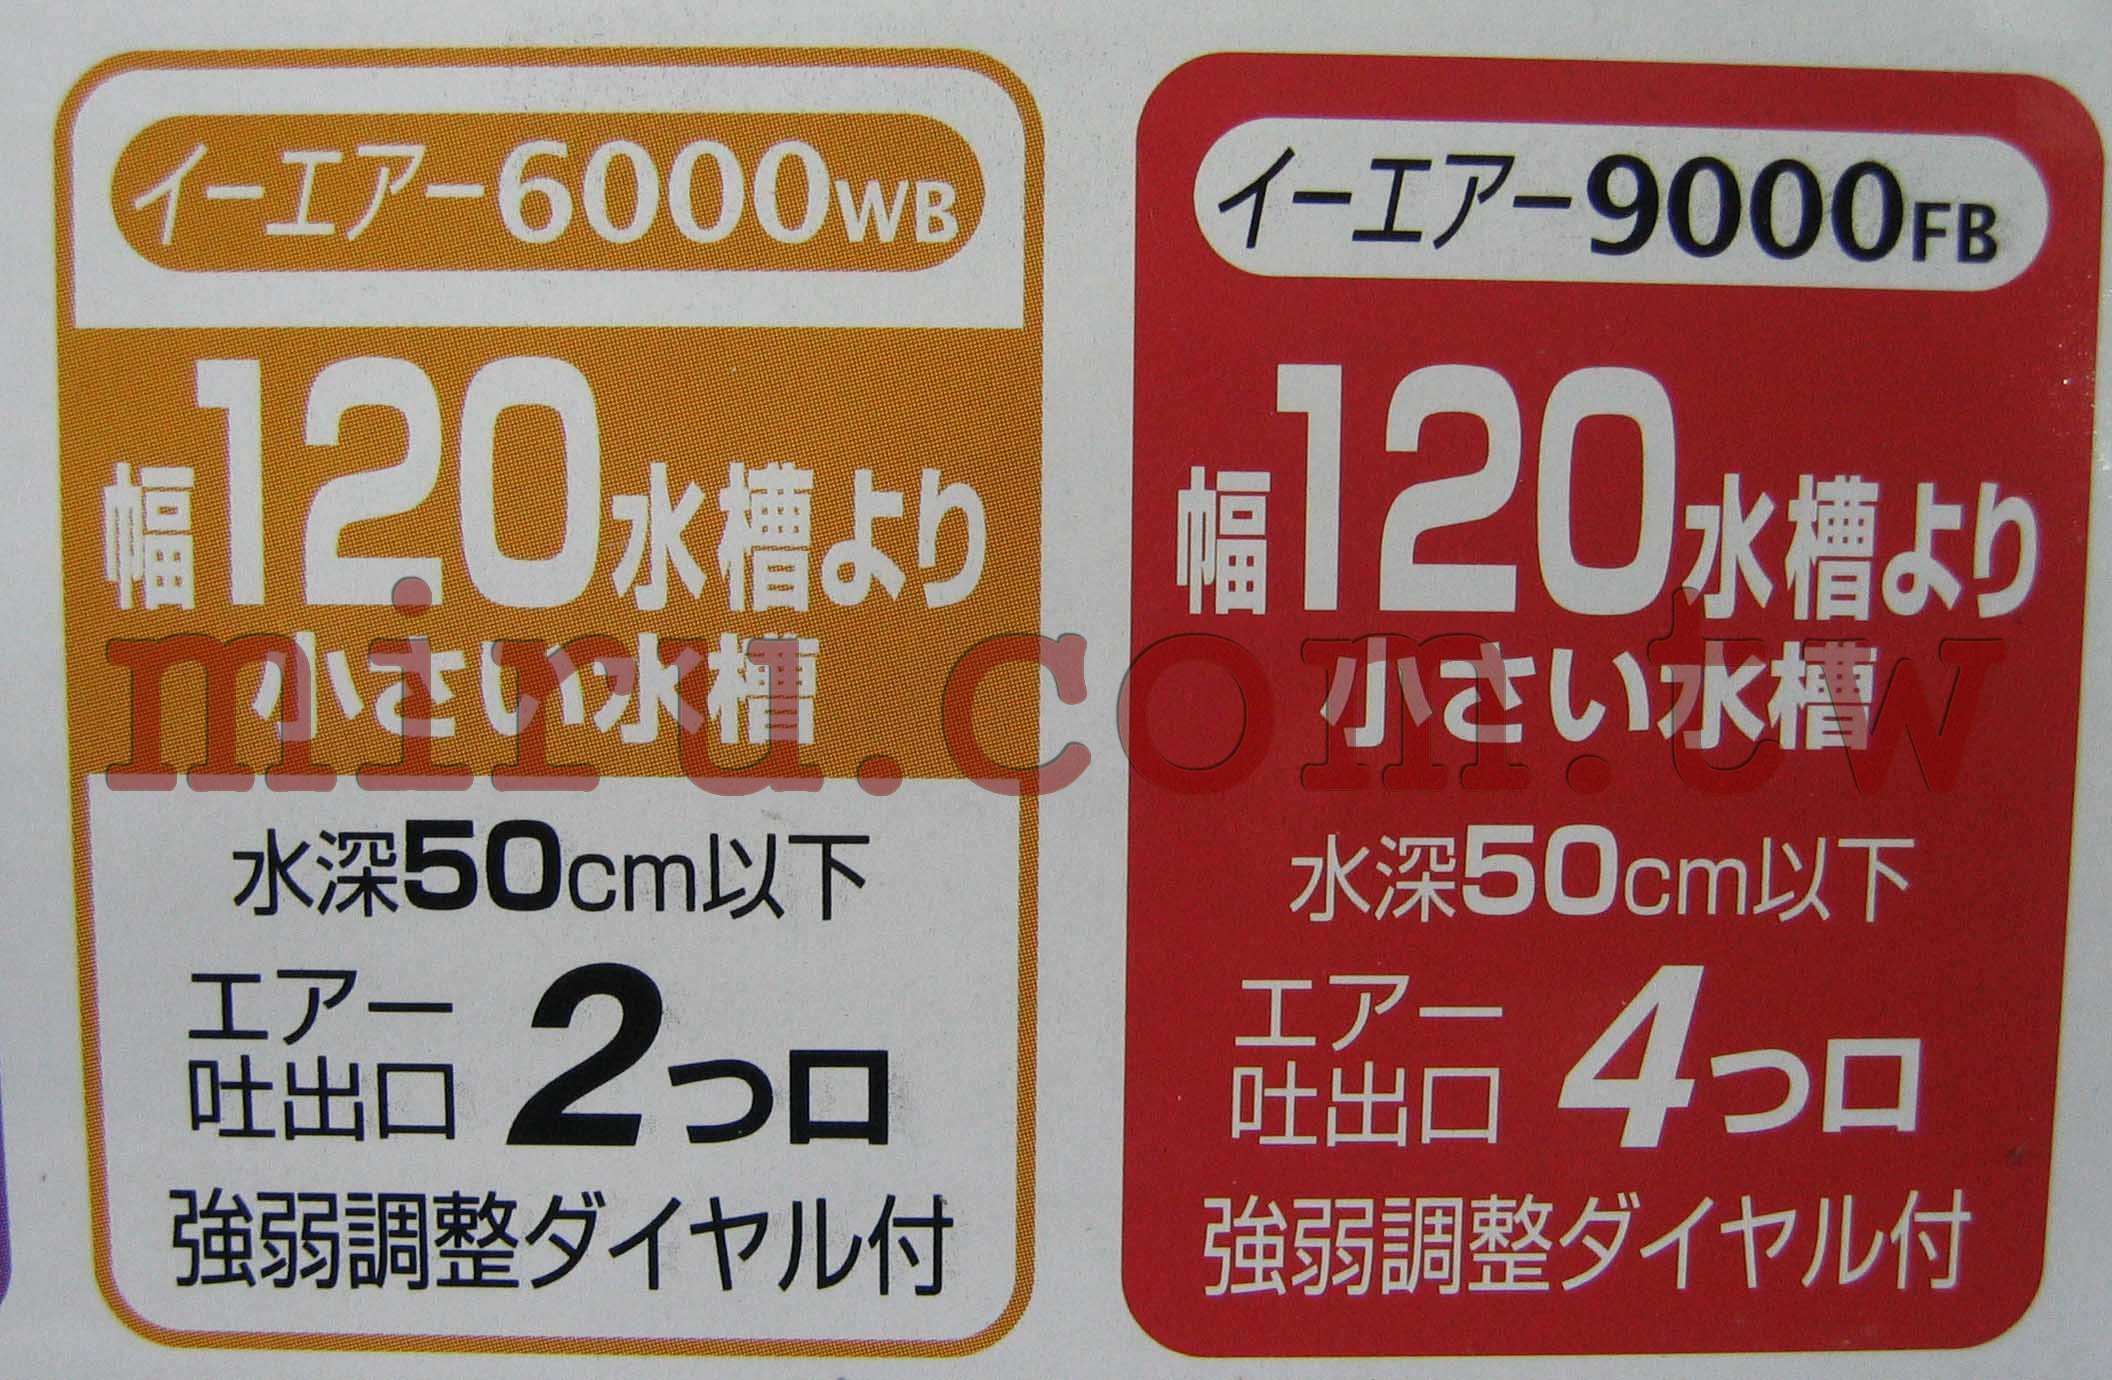 イーエアー6000WB
幅120水槽より
小さい水槽
水深50cm以下
エアー
吐出口 2つ口
強弱調整ダイヤル付
イーエアー9000FB
幅120水槽より
小さい水槽
水深50cm以下
エアー
吐出口 4つ口
強弱調整ダイヤル付
miru.com.tw